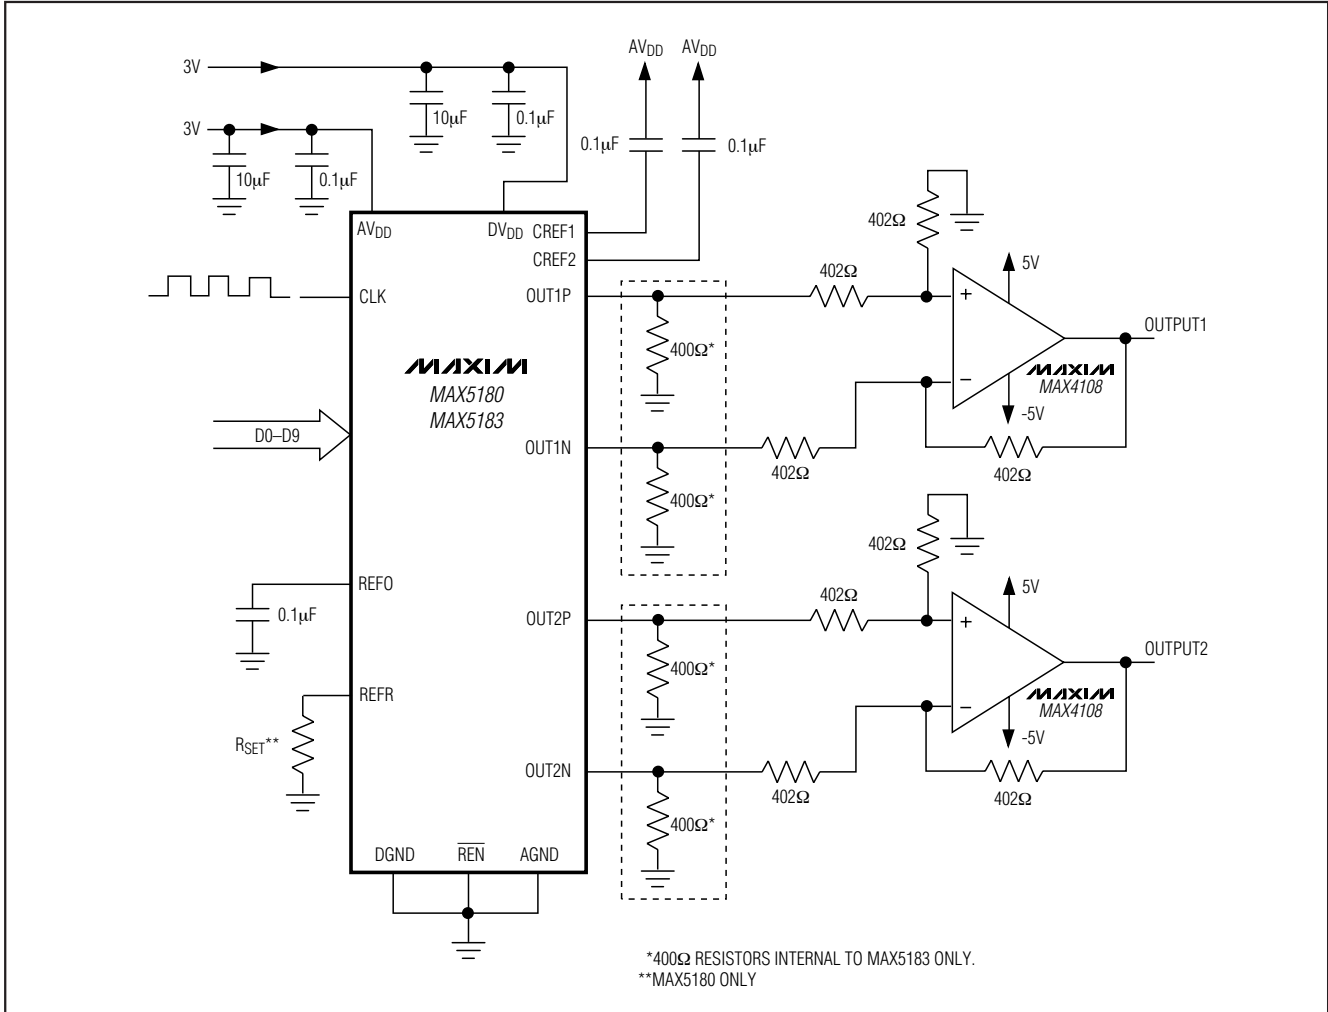 3V
10µF
0.1µF
3V
10µF
0.1µF
AVDD
AVDD
0.1µF
0.1µF
AVDD
DVDD
CREF1
CREF2
CLK
OUT1P
MAXIM
MAX5180
MAX5183
D0–D9
OUT1N
REFO
0.1µF
OUT2P
REFR
RSET**
OUT2N
DGND
REN
AGND
400Ω*
400Ω*
402Ω
402Ω
402Ω
+
−
5V
-5V
MAXIM
MAX4108
402Ω
OUTPUT1
400Ω*
400Ω*
402Ω
402Ω
402Ω
+
−
5V
-5V
MAXIM
MAX4108
402Ω
OUTPUT2
*400Ω RESISTORS INTERNAL TO MAX5183 ONLY.
**MAX5180 ONLY